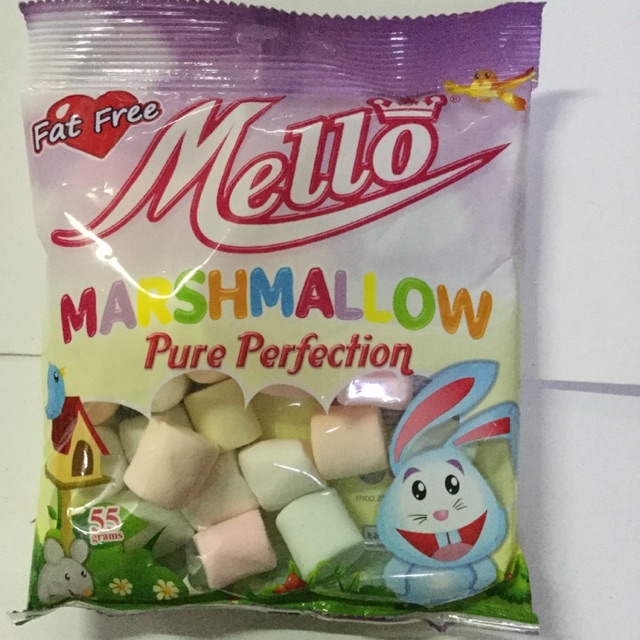 Fat Free
Mello
®
MARSHMALLOW
Pure Perfection
55
grams